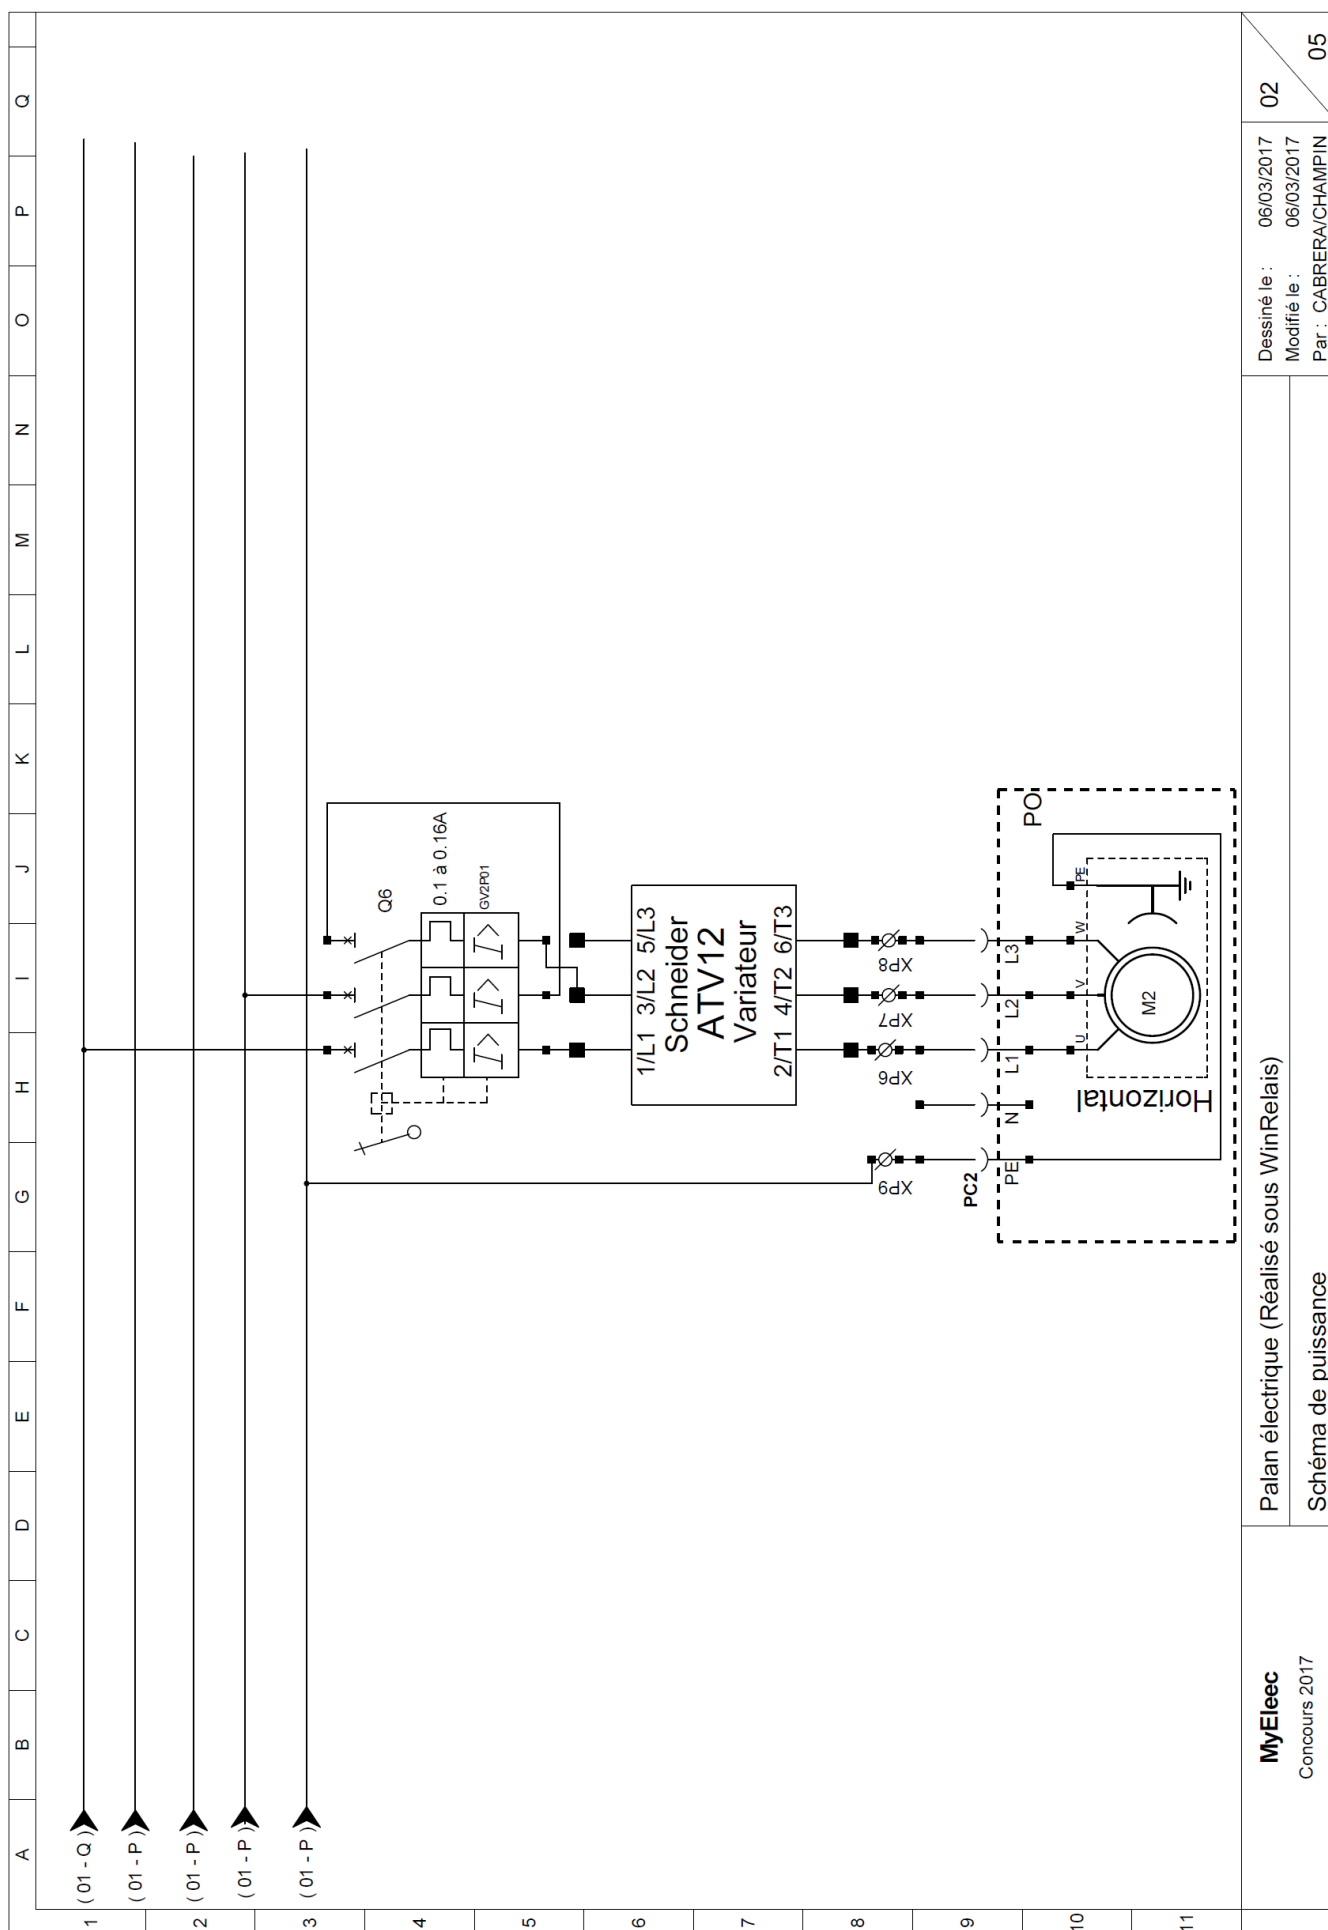 A B C D E F G H I J K L M N O P Q
1
2
3
4
5
6
7
8
9
10
11
( 01 - Q )
( 01 - P )
( 01 - P )
( 01 - P )
( 01 - P )
Q6
0.1 à 0.16A
GV2P01
1/L1 3/L2 5/L3
Schneider
ATV12
Variateur
2/T1 4/T2 6/T3
XP9 XP6 XP7 XP8
PC2
PE N L1 L2 L3
PO
U V W PE
M2
Horizontal
MyEleec
Concours 2017
Palan électrique (Réalisé sous WinRelais)
Schéma de puissance
Dessiné le : 06/03/2017
Modifié le : 06/03/2017
Par : CABRERA/CHAMPIN
02
05